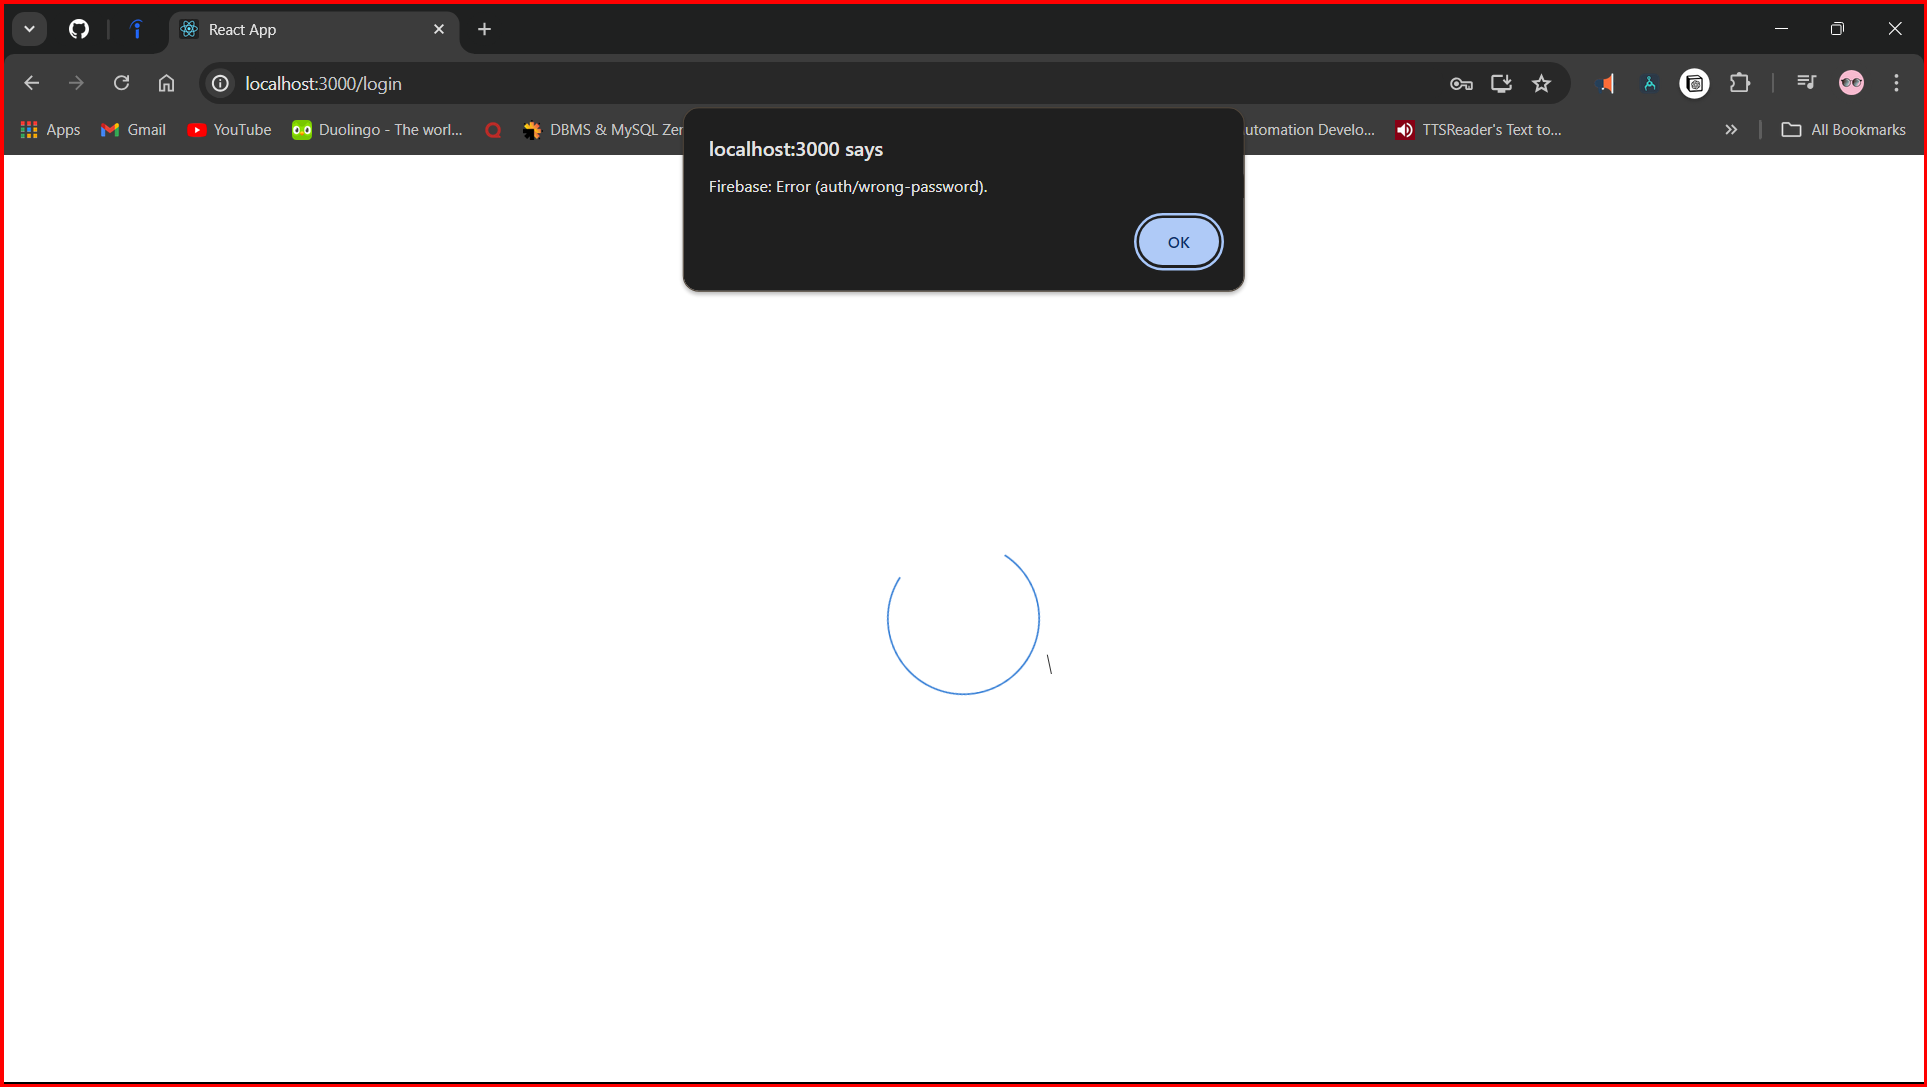 React App
localhost:3000/login
Apps
Gmail
YouTube
Duolingo - The worl...
DBMS & MySQL Zer
utomation Develo...
TTSReader's Text to...
All Bookmarks
localhost:3000 says
Firebase: Error (auth/wrong-password).
OK